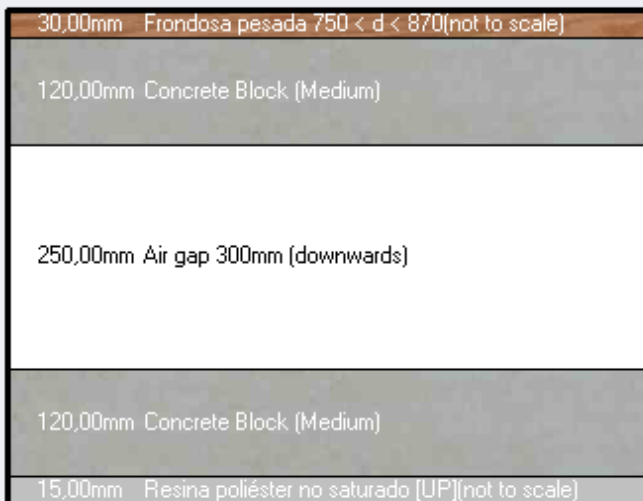 30,00mm Frondosa pesada 750 < d < 870(not to scale)
120,00mm Concrete Block (Medium)
250,00mm Air gap 300mm (downwards)
120,00mm Concrete Block (Medium)
15,00mm Resina poliéster no saturado [UP](not to scale)